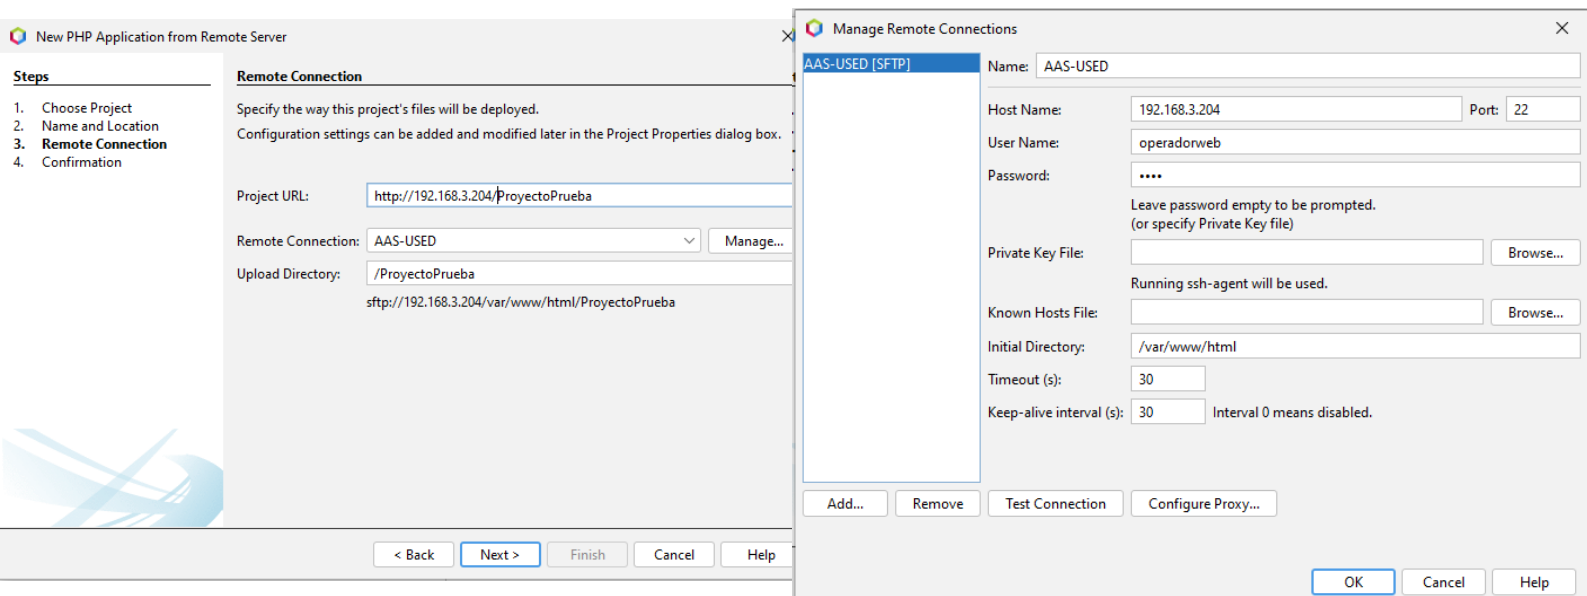 New PHP Application from Remote Server
Steps
1. Choose Project
2. Name and Location
3. Remote Connection
4. Confirmation
Remote Connection
Specify the way this project's files will be deployed.
Configuration settings can be added and modified later in the Project Properties dialog box.
Project URL: http://192.168.3.204/ProyectoPrueba
Remote Connection: AAS-USED Manage...
Upload Directory: /ProyectoPrueba
sftp://192.168.3.204/var/www/html/ProyectoPrueba
< Back Next > Finish Cancel Help
Manage Remote Connections
AAS-USED [SFTP]
Name: AAS-USED
Host Name: 192.168.3.204 Port: 22
User Name: operadorweb
Password: ••••
Leave password empty to be prompted.
(or specify Private Key file)
Private Key File: Browse...
Running ssh-agent will be used.
Known Hosts File: Browse...
Initial Directory: /var/www/html
Timeout (s): 30
Keep-alive interval (s): 30 Interval 0 means disabled.
Add... Remove Test Connection Configure Proxy...
OK Cancel Help